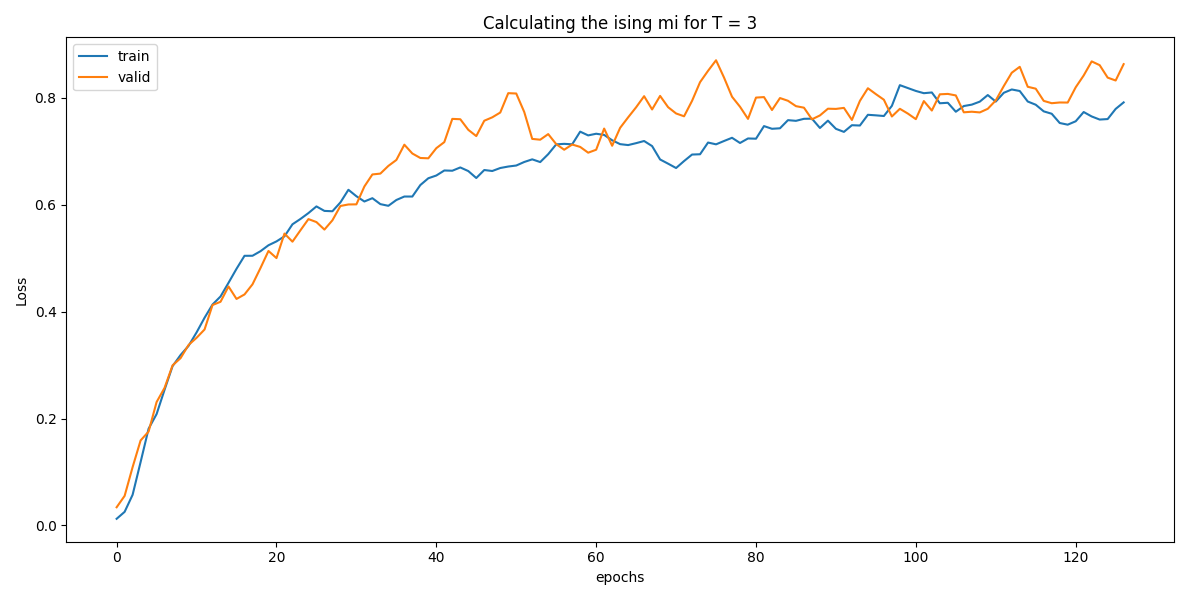 Calculating the ising mi for T = 3
train
valid
0.8
0.6
0.4
0.2
0.0
Loss
0 20 40 60 80 100 120
epochs